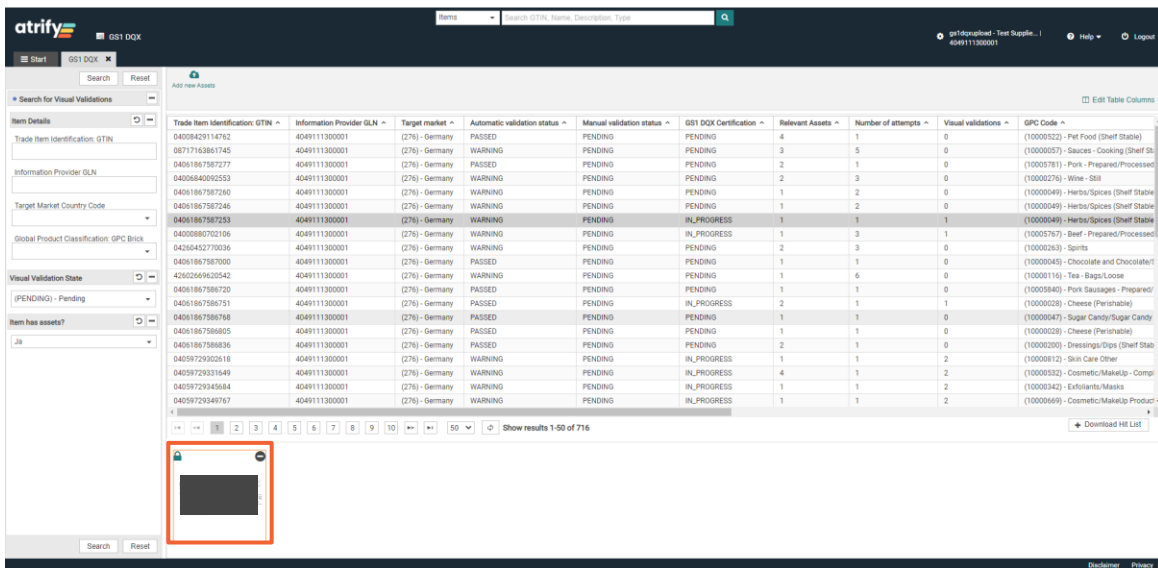 atrify
GS1 DQX
Items
Search GTIN, Name, Description, Type
gs1dqxupload - Test Supplie... |
4049111300001
Help
Logout
Start
GS1 DQX
Search Reset
Add new Assets
Search for Visual Validations
Edit Table Columns
Item Details
Trade Item Identification: GTIN
Information Provider GLN
Target Market Country Code
Global Product Classification: GPC Brick
Visual Validation State
(PENDING) - Pending
Item has assets?
Ja
Search Reset
Trade Item Identification: GTIN Information Provider GLN Target market Automatic validation status Manual validation status GS1 DQX Certification Relevant Assets Number of attempts Visual validations GPC Code
04008429114762 4049111300001 (276) - Germany PASSED PENDING PENDING 4 1 0 (10000522) - Pet Food (Shelf Stable)
08717163861745 4049111300001 (276) - Germany WARNING PENDING PENDING 3 5 0 (10000057) - Sauces - Cooking (Shelf St
04061867587277 4049111300001 (276) - Germany PASSED PENDING PENDING 2 1 0 (10005781) - Pork - Prepared/Processed
04006840092553 4049111300001 (276) - Germany WARNING PENDING PENDING 2 3 0 (10000276) - Wine - Still
04061867587260 4049111300001 (276) - Germany WARNING PENDING PENDING 1 2 0 (10000049) - Herbs/Spices (Shelf Stable
04061867587246 4049111300001 (276) - Germany WARNING PENDING PENDING 1 2 0 (10000049) - Herbs/Spices (Shelf Stable
04061867587253 4049111300001 (276) - Germany WARNING PENDING IN_PROGRESS 1 1 1 (10000049) - Herbs/Spices (Shelf Stable
04000880702106 4049111300001 (276) - Germany WARNING PENDING IN_PROGRESS 1 3 1 (10005767) - Beef - Prepared/Processed
04260452770036 4049111300001 (276) - Germany WARNING PENDING PENDING 2 3 0 (10000263) - Spirits
04061867587000 4049111300001 (276) - Germany PASSED PENDING PENDING 1 1 0 (10000045) - Chocolate and Chocolate/S
42602669620542 4049111300001 (276) - Germany WARNING PENDING PENDING 1 6 0 (10000116) - Tea - Bags/Loose
04061867586720 4049111300001 (276) - Germany PASSED PENDING PENDING 1 1 0 (10005840) - Pork Sausages - Prepared/
04061867586751 4049111300001 (276) - Germany PASSED PENDING IN_PROGRESS 2 1 1 (10000028) - Cheese (Perishable)
04061867586768 4049111300001 (276) - Germany PASSED PENDING PENDING 1 1 0 (10000047) - Sugar Candy/Sugar Candy
04061867586805 4049111300001 (276) - Germany PASSED PENDING PENDING 1 1 0 (10000028) - Cheese (Perishable)
04061867586836 4049111300001 (276) - Germany PASSED PENDING PENDING 2 1 0 (10000200) - Dressings/Dips (Shelf Stab
04059729302618 4049111300001 (276) - Germany WARNING PENDING IN_PROGRESS 1 1 2 (10000812) - Skin Care Other
04059729331649 4049111300001 (276) - Germany WARNING PENDING IN_PROGRESS 4 1 2 (10000532) - Cosmetic/MakeUp - Compl
04059729345684 4049111300001 (276) - Germany WARNING PENDING IN_PROGRESS 1 1 2 (10000342) - Exfoliants/Masks
04059729349767 4049111300001 (276) - Germany WARNING PENDING IN_PROGRESS 1 1 2 (10000669) - Cosmetic/MakeUp Product
1 2 3 4 5 6 7 8 9 10 50 Show results 1-50 of 716
+ Download Hit List
Disclaimer Privacy